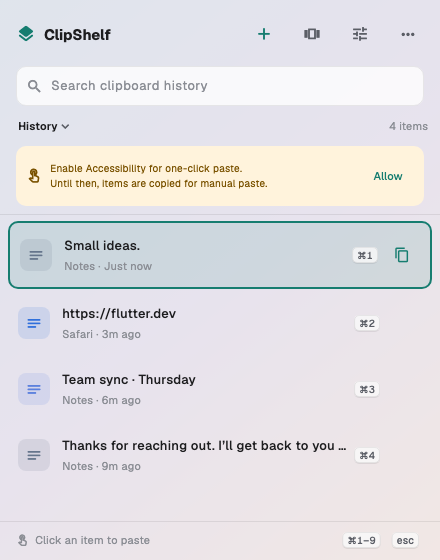 ClipShelf
Search clipboard history
History
4 items
Enable Accessibility for one-click paste.
Until then, items are copied for manual paste.
Allow
Small ideas.
Notes · Just now
⌘1
https://flutter.dev
Safari · 3m ago
⌘2
Team sync · Thursday
Notes · 6m ago
⌘3
Thanks for reaching out. I’ll get back to you …
Notes · 9m ago
⌘4
Click an item to paste
⌘1–9
esc